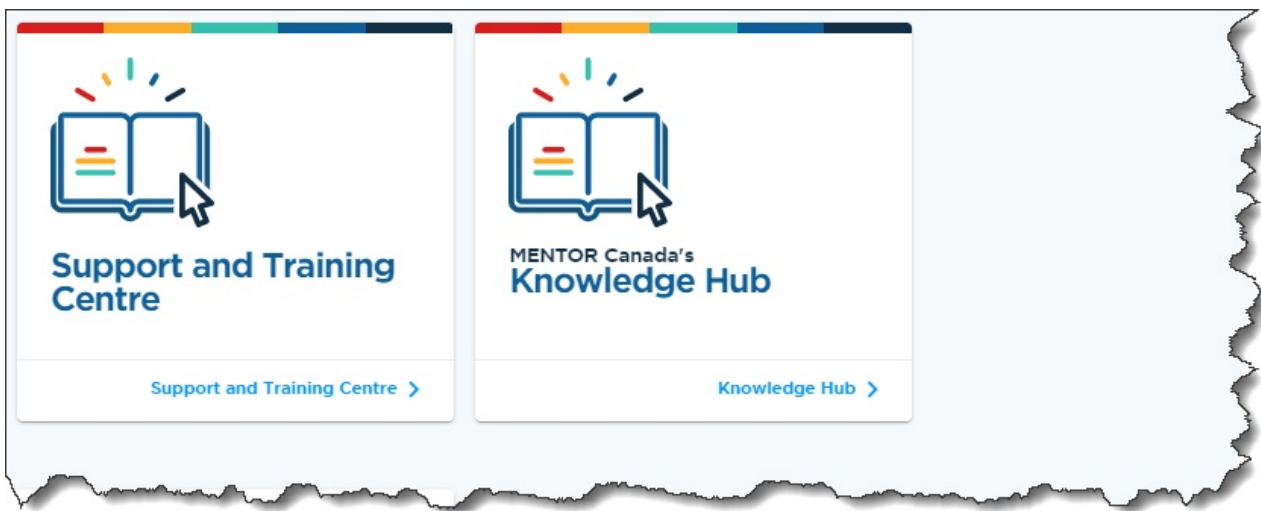 Support and Training
Centre
Support and Training Centre
MENTOR Canada's
Knowledge Hub
Knowledge Hub